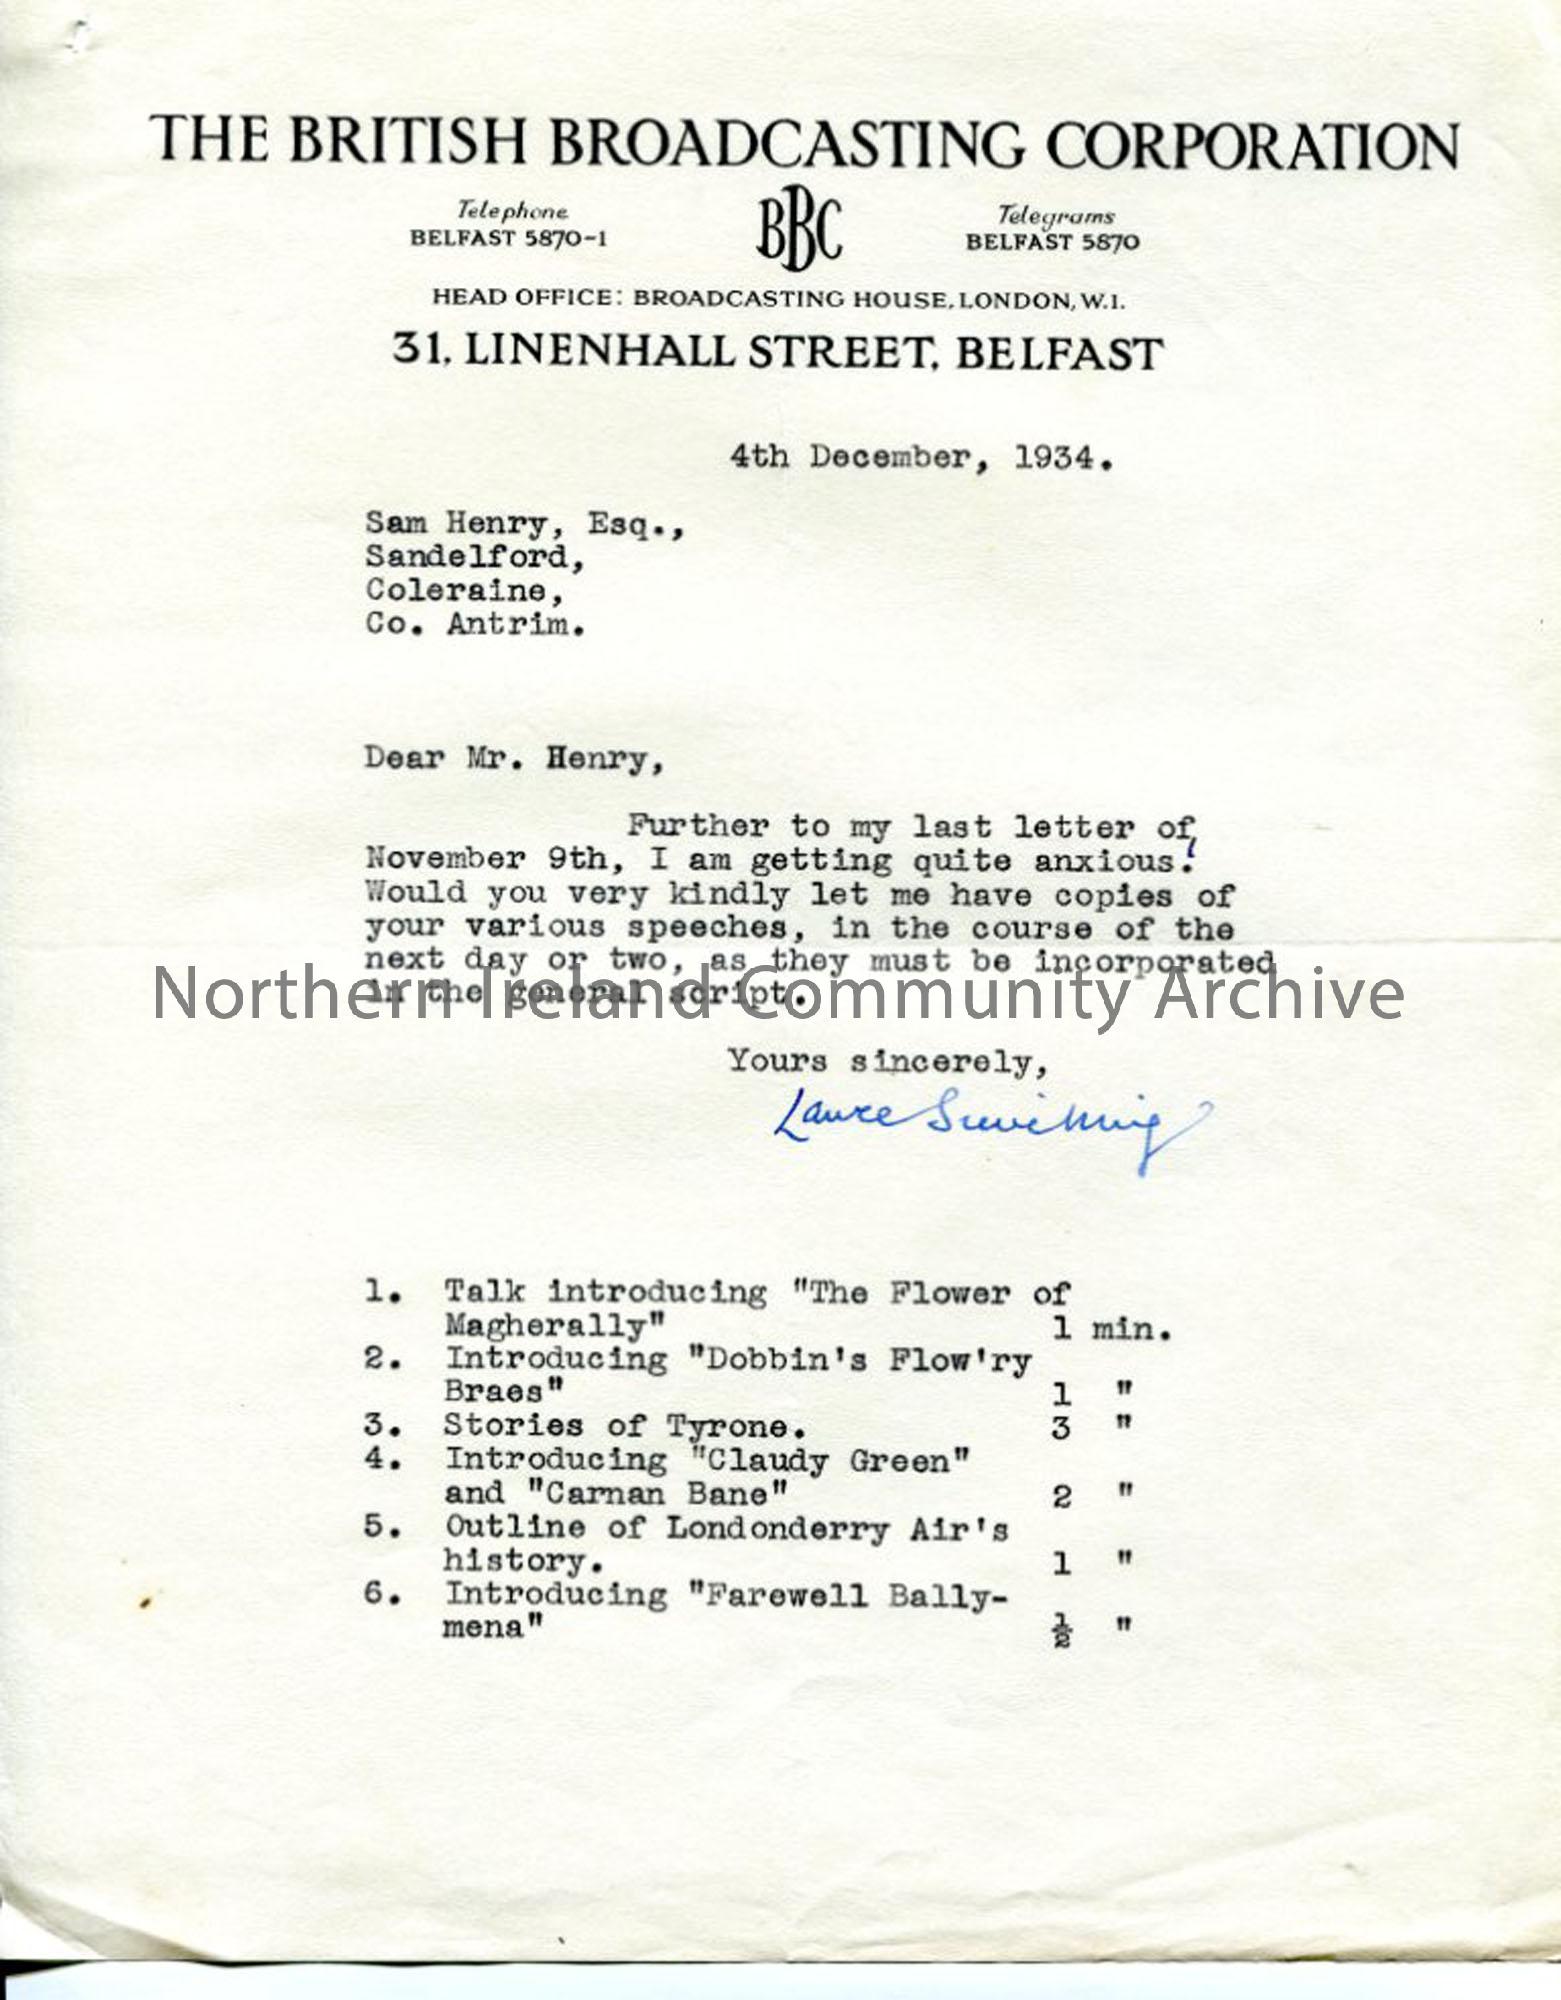 THE BRITISH BROADCASTING CORPORATION
Telephone
BELFAST 5870-1
BBC
Telegrams
BELFAST 5870
HEAD OFFICE: BROADCASTING HOUSE, LONDON, W.1.
31, LINENHALL STREET, BELFAST
4th December, 1934.
Sam Henry, Esq.,
Sandelford,
Coleraine,
Co. Antrim.
Dear Mr. Henry,
Further to my last letter of
November 9th, I am getting quite anxious!
Would you very kindly let me have copies of
your various speeches, in the course of the
next day or two, as they must be incorporated
in the general script.
Northern Ireland Community Archive
Yours sincerely,
Laure
1. Talk introducing "The Flower of
Magherally" 1 min.
2. Introducing "Dobbin's Flow'ry
Braes" 1 "
3. Stories of Tyrone. 3 "
4. Introducing "Claudy Green"
and "Carnan Bane" 2 "
5. Outline of Londonderry Air's
history. 1 "
6. Introducing "Farewell Bally-
mena" ½ "